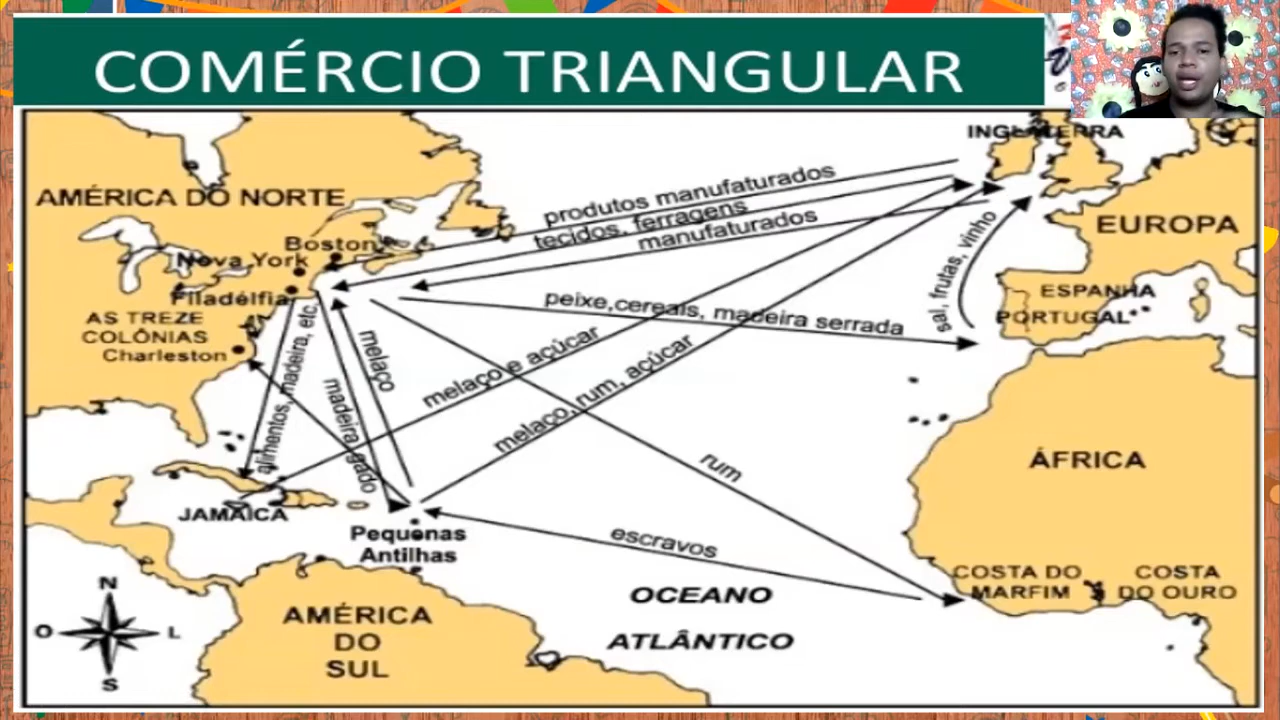 COMÉRCIO TRIANGULAR
INGLATERRA
AMÉRICA DO NORTE
produtos manufaturados
tecidos, ferragens
manufaturados
EUROPA
Boston
Nova York
Filadélfia
sal, frutas, vinho
ESPANHA
PORTUGAL
peixe,cereais, madeira serrada
AS TREZE
COLÔNIAS
Charleston
alimentos, madeira, etc.
melaço
madeira, gado
melaço e açúcar
melaço, rum, açúcar
rum
ÁFRICA
JAMAICA
Pequenas
Antilhas
escravos
COSTA DO
MARFIM
COSTA
DO OURO
OCEANO
ATLÂNTICO
AMÉRICA
DO
SUL
N
O
L
S